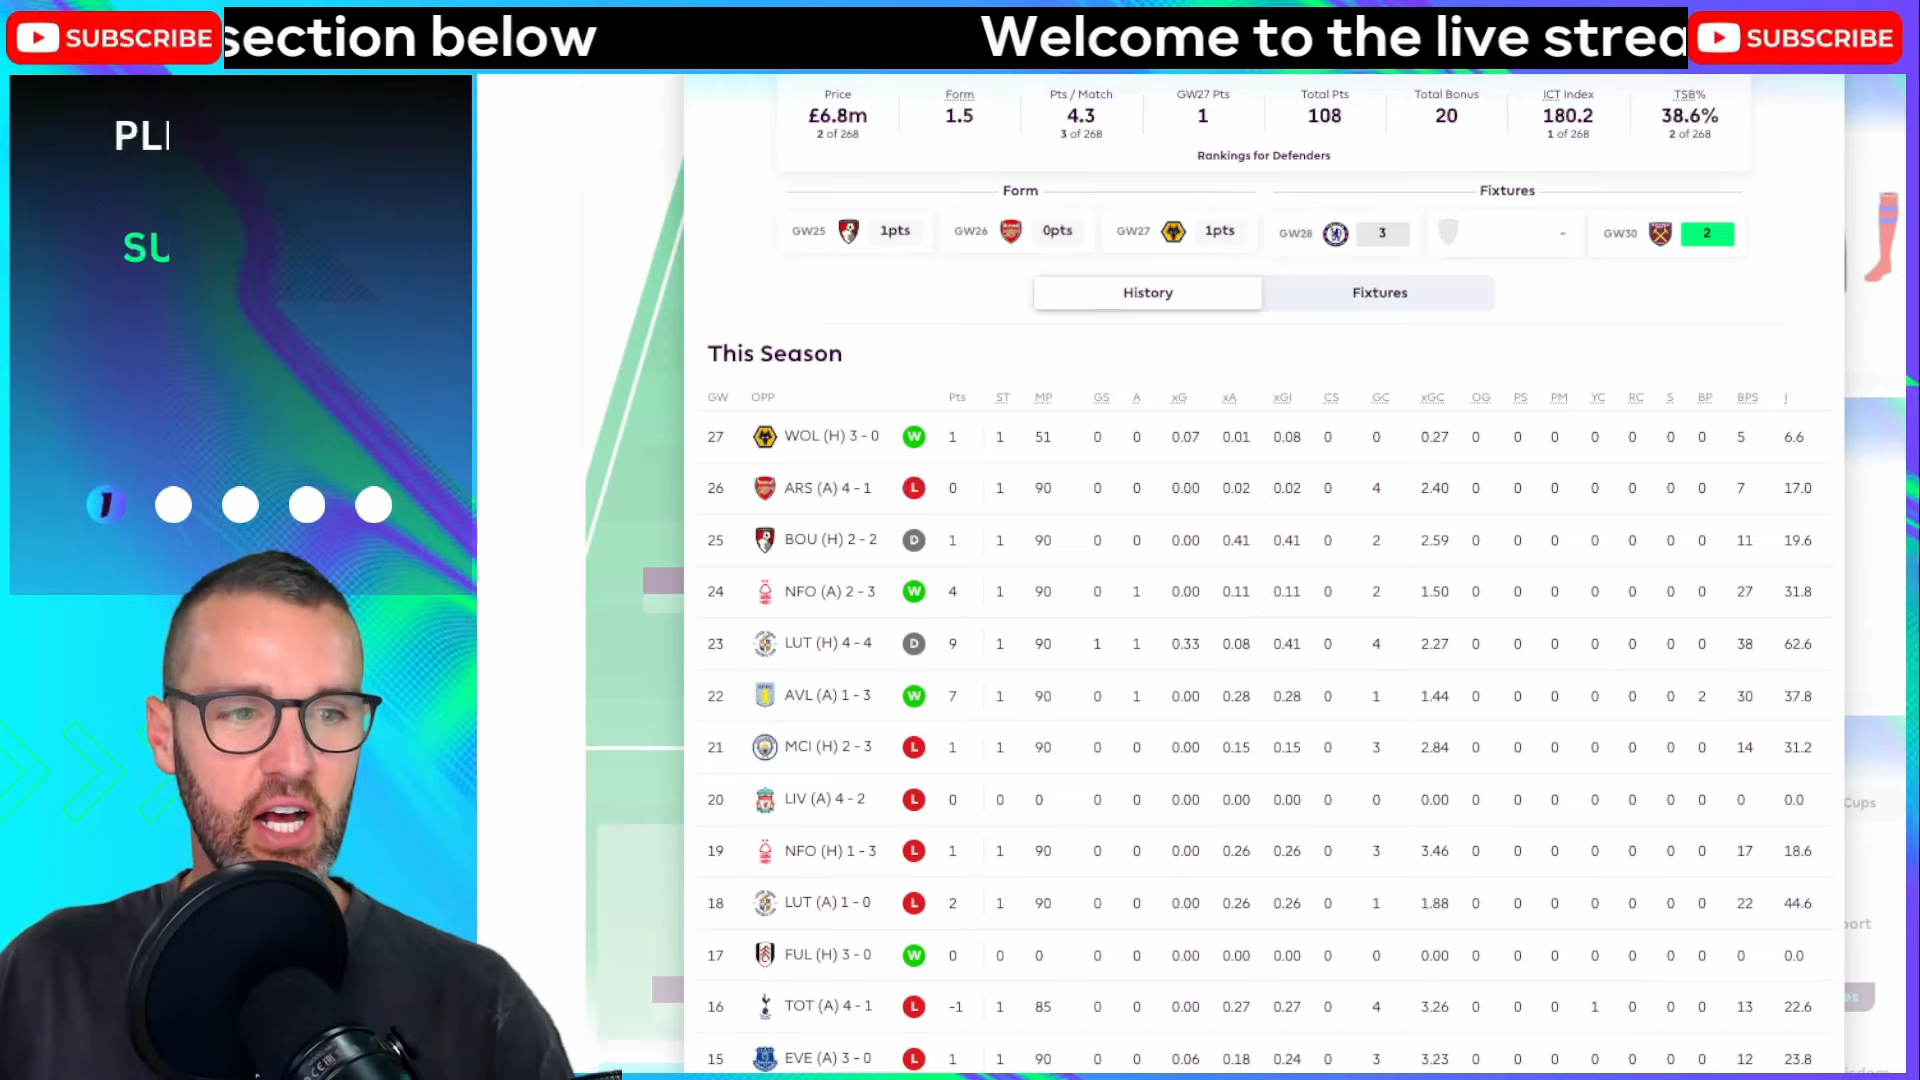 SUBSCRIBE section below Welcome to the live strea SUBSCRIBE
PLI
SU
Price Form Pts / Match GW27 Pts Total Pts Total Bonus ICT Index TSB%
£6.8m 1.5 4.3 1 108 20 180.2 38.6%
2 of 268 3 of 268 1 of 268 2 of 268
Rankings for Defenders
Form Fixtures
GW25 1pts GW26 0pts GW27 1pts GW28 3 - GW30 2
History Fixtures
This Season
GW OPP Pts ST MP GS A xG xA xGI CS GC xGC OG PS PM YC RC S BP BPS I
27 WOL (H) 3 - 0 W 1 1 51 0 0 0.07 0.01 0.08 0 0 0.27 0 0 0 0 0 0 0 5 6.6
26 ARS (A) 4 - 1 L 0 1 90 0 0 0.00 0.02 0.02 0 4 2.40 0 0 0 0 0 0 0 7 17.0
25 BOU (H) 2 - 2 D 1 1 90 0 0 0.00 0.41 0.41 0 2 2.59 0 0 0 0 0 0 0 11 19.6
24 NFO (A) 2 - 3 W 4 1 90 0 1 0.00 0.11 0.11 0 2 1.50 0 0 0 0 0 0 0 27 31.8
23 LUT (H) 4 - 4 D 9 1 90 1 1 0.33 0.08 0.41 0 4 2.27 0 0 0 0 0 0 0 38 62.6
22 AVL (A) 1 - 3 W 7 1 90 0 1 0.00 0.28 0.28 0 1 1.44 0 0 0 0 0 0 2 30 37.8
21 MCI (H) 2 - 3 L 1 1 90 0 0 0.00 0.15 0.15 0 3 2.84 0 0 0 0 0 0 0 14 31.2
20 LIV (A) 4 - 2 L 0 0 0 0 0 0.00 0.00 0.00 0 0 0.00 0 0 0 0 0 0 0 0 0.0
Cups
19 NFO (H) 1 - 3 L 1 1 90 0 0 0.00 0.26 0.26 0 3 3.46 0 0 0 0 0 0 0 17 18.6
18 LUT (A) 1 - 0 L 2 1 90 0 0 0.00 0.26 0.26 0 1 1.88 0 0 0 0 0 0 0 22 44.6
ort
17 FUL (H) 3 - 0 W 0 0 0 0 0 0.00 0.00 0.00 0 0 0.00 0 0 0 0 0 0 0 0 0.0
es
16 TOT (A) 4 - 1 L -1 1 85 0 0 0.00 0.27 0.27 0 4 3.26 0 0 0 1 0 0 0 13 22.6
15 EVE (A) 3 - 0 L 1 1 90 0 0 0.06 0.18 0.24 0 3 3.23 0 0 0 0 0 0 0 12 23.8